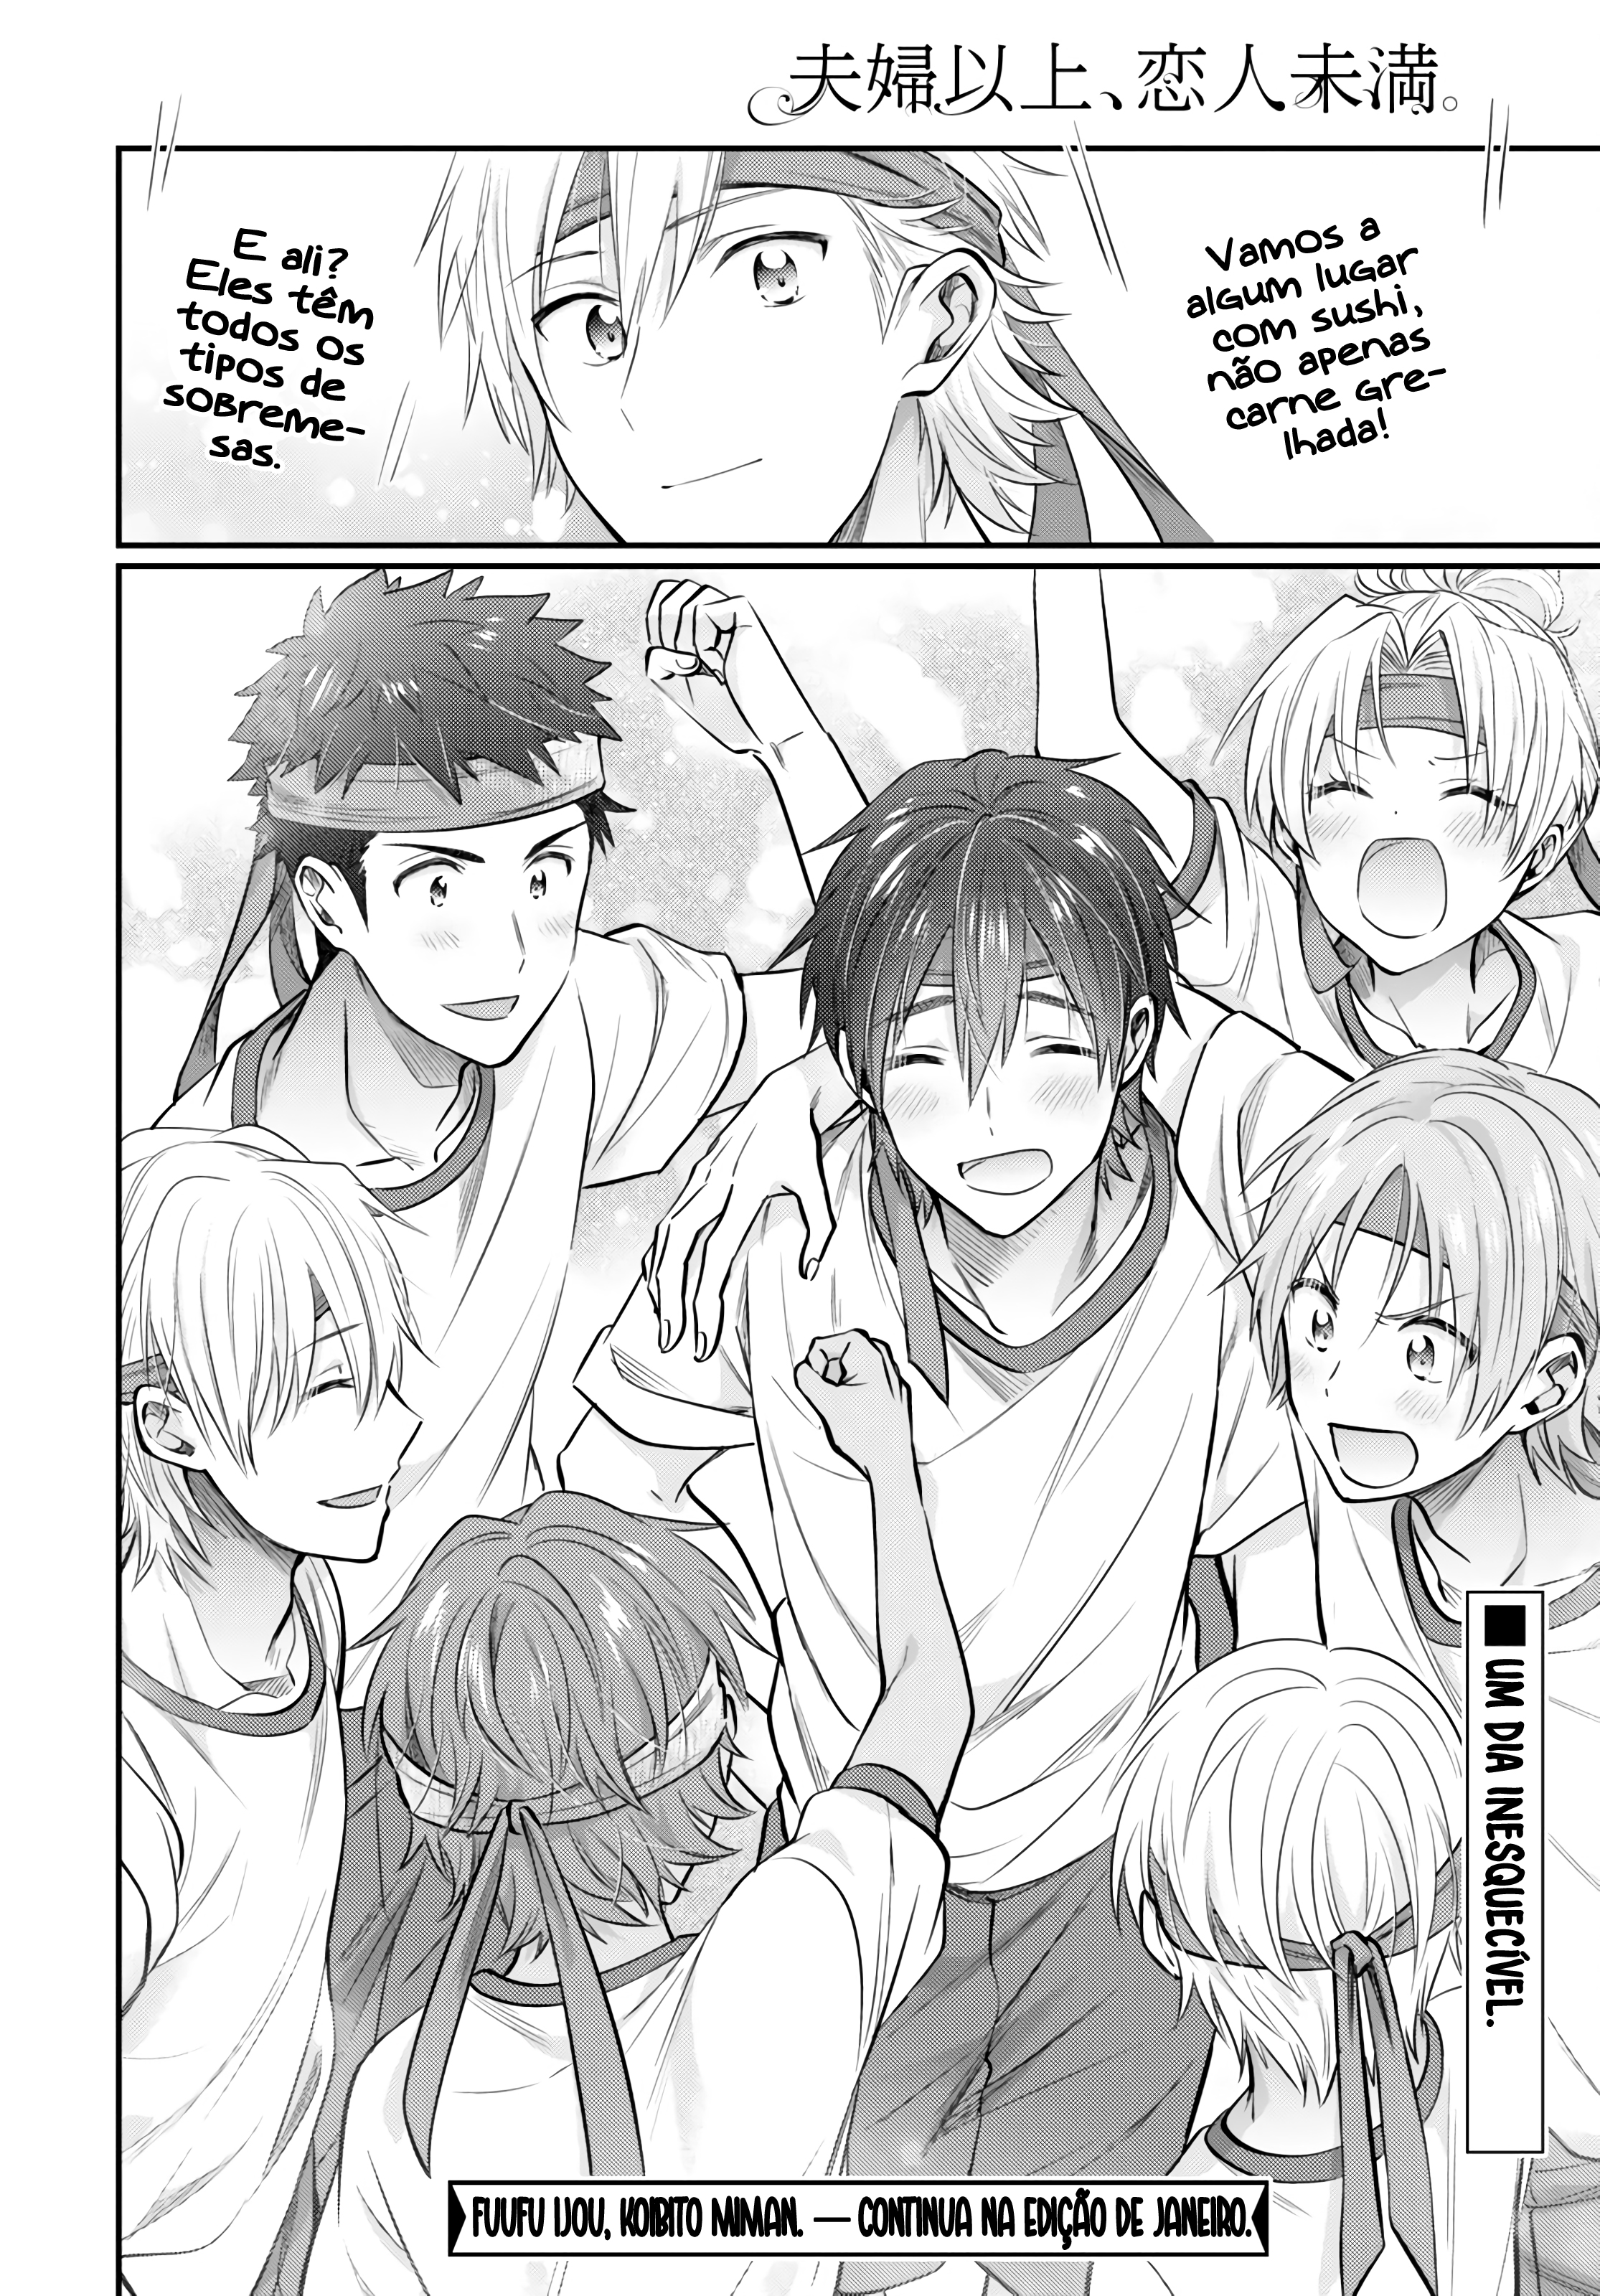 夫婦以上、恋人未満。
Vamos a
algum lugar
com sushi,
não apenas
carne gre-
lhada!
E ali?
Eles têm
todos os
tipos de
sobreme-
sas.
■ UM DIA INESQUECÍVEL.
FUUFU IJOU, KOIBITO MIMAN. — CONTINUA NA EDIÇÃO DE JANEIRO.